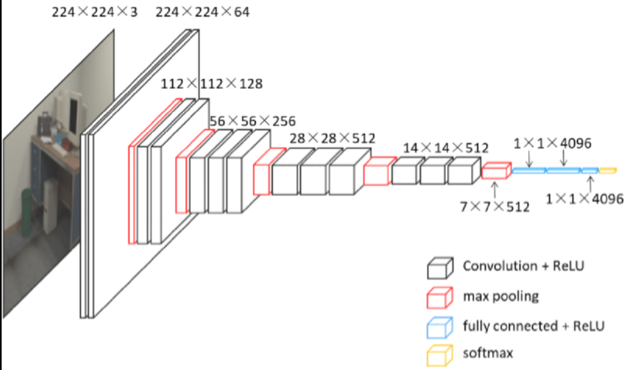 224×224×3
224×224×64
112×112×128
56×56×256
28×28×512
14×14×512
1×1×4096
7×7×512
1×1×4096
Convolution + ReLU
max pooling
fully connected + ReLU
softmax